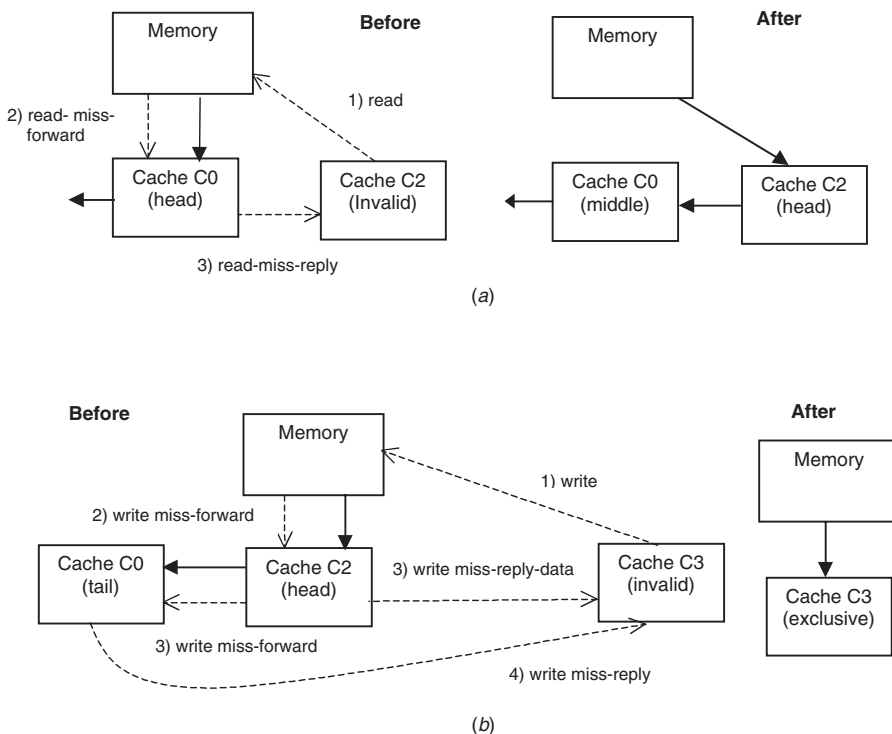 Before
After
Memory
Memory
1) read
2) read- miss-
forward
Cache C0
(head)
Cache C2
(Invalid)
Cache C0
(middle)
Cache C2
(head)
3) read-miss-reply
(a)
Before
After
Memory
Memory
1) write
2) write miss-forward
Cache C0
(tail)
Cache C2
(head)
3) write miss-reply-data
Cache C3
(invalid)
Cache C3
(exclusive)
3) write miss-forward
4) write miss-reply
(b)